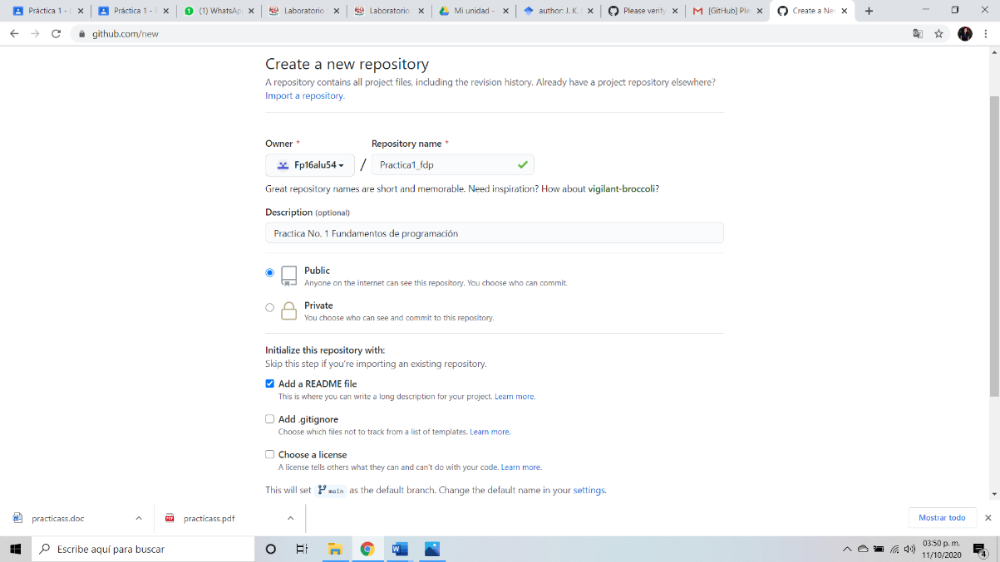 Práctica 1 -
Práctica 1 -
(1) WhatsAp
Laboratorio
Laboratorio
Mi unidad -
author: J. K.
Please verify
[GitHub] Ple
Create a Ne
github.com/new
Create a new repository
A repository contains all project files, including the revision history. Already have a project repository elsewhere?
Import a repository.
Owner *
Repository name *
Fp16alu54
/
Practica1_fdp
Great repository names are short and memorable. Need inspiration? How about vigilant-broccoli?
Description (optional)
Practica No. 1 Fundamentos de programación
Public
Anyone on the internet can see this repository. You choose who can commit.
Private
You choose who can see and commit to this repository.
Initialize this repository with:
Skip this step if you're importing an existing repository.
Add a README file
This is where you can write a long description for your project. Learn more.
Add .gitignore
Choose which files not to track from a list of templates. Learn more.
Choose a license
A license tells others what they can and can't do with your code. Learn more.
This will set main as the default branch. Change the default name in your settings.
practicass.doc
practicass.pdf
Mostrar todo
Escribe aquí para buscar
03:50 p. m.
11/10/2020
4